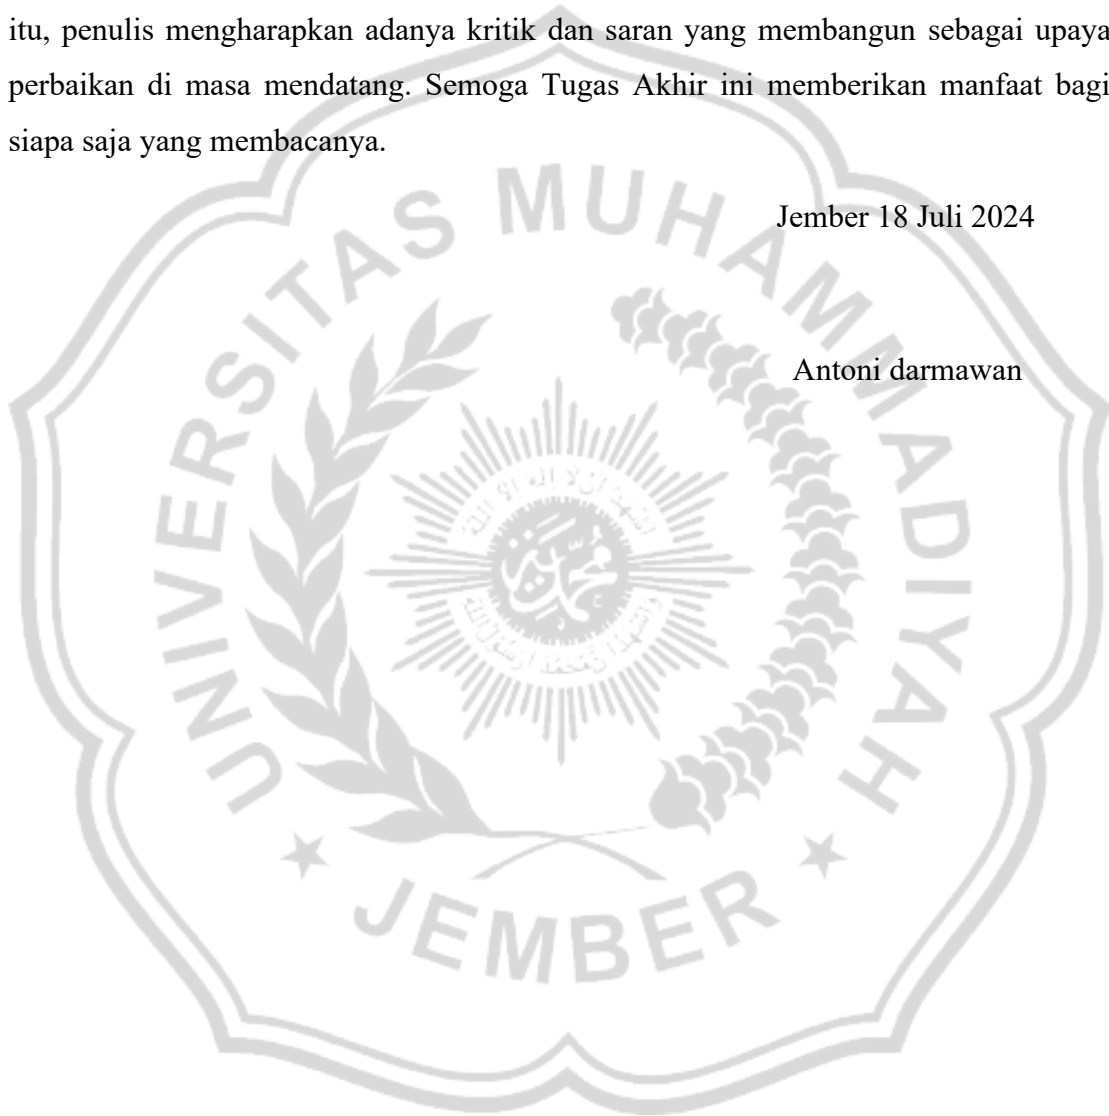 itu, penulis mengharapkan adanya kritik dan saran yang membangun sebagai upaya
perbaikan di masa mendatang. Semoga Tugas Akhir ini memberikan manfaat bagi
siapa saja yang membacanya.
Jember 18 Juli 2024
Antoni darmawan
UNIVERSITAS MUHAMMADIYAH
JEMBER